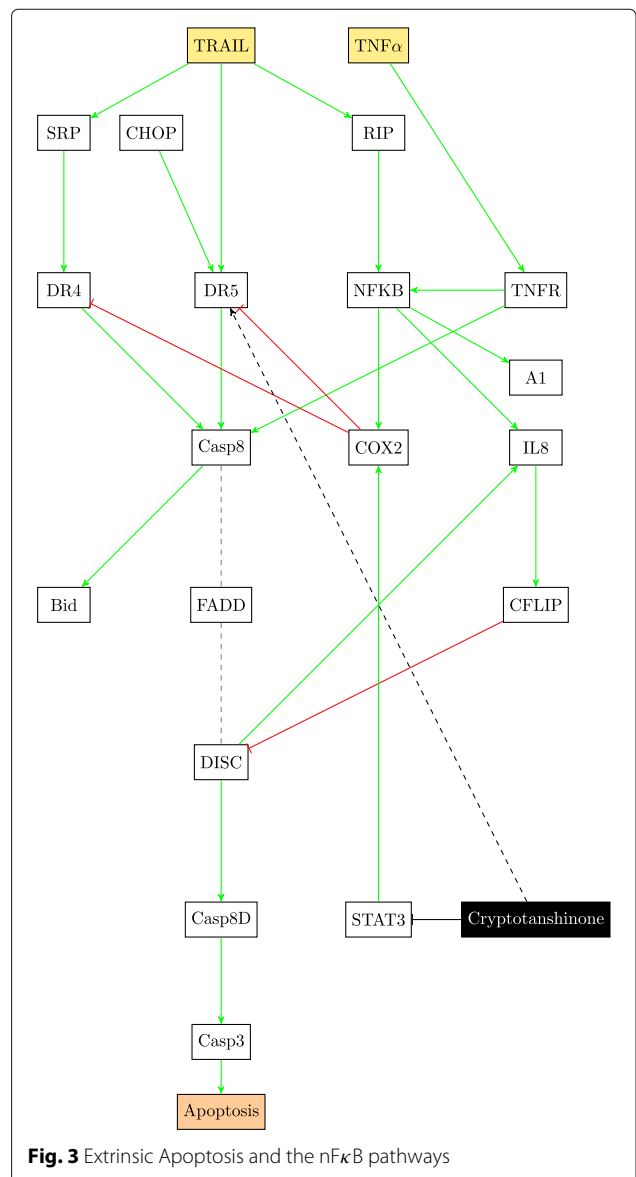 TRAIL TNFα
SRP CHOP RIP
DR4 DR5 NFKB TNFR
A1
Casp8 COX2 IL8
Bid FADD CFLIP
DISC
Casp8D STAT3 Cryptotanshinone
Casp3
Apoptosis
Fig. 3 Extrinsic Apoptosis and the nFκB pathways